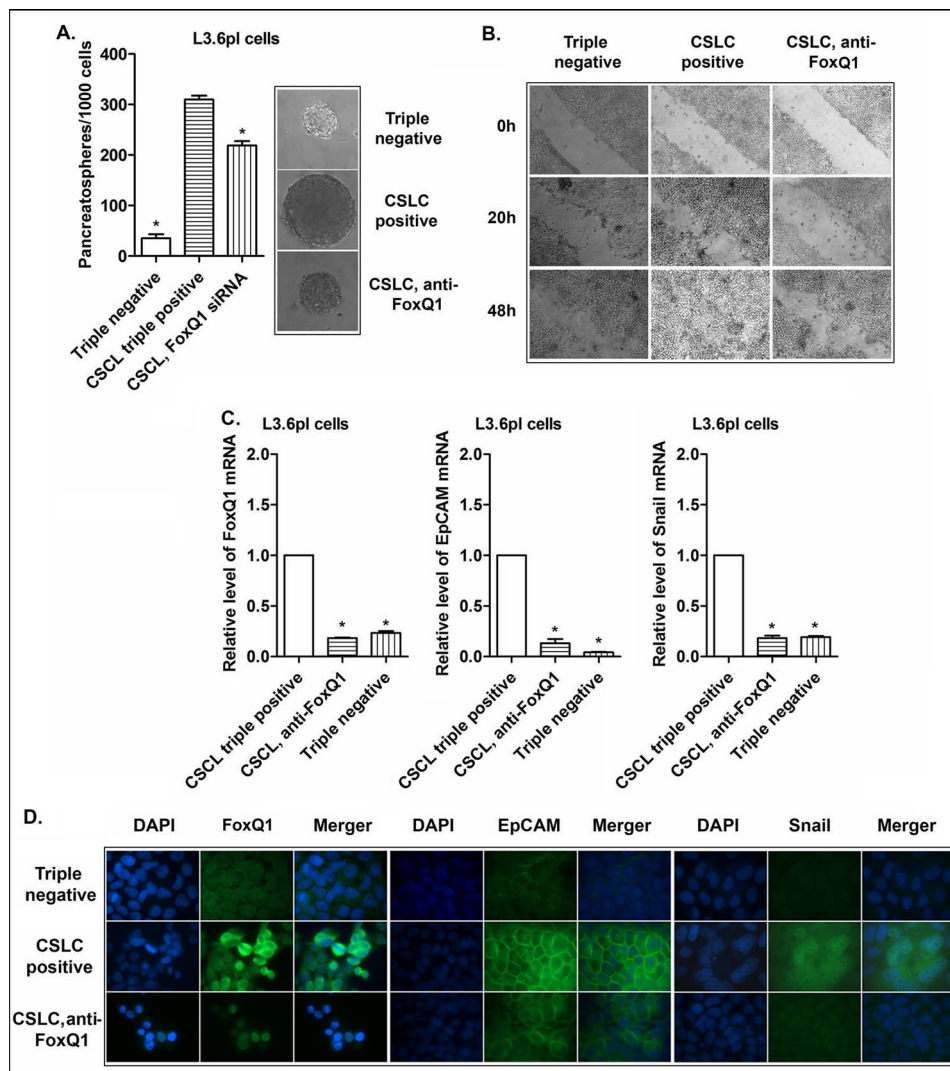 A.
L3.6pl cells
Pancreatospheres/1000 cells
400
300
200
100
0
*
*
Triple negative
CSCL triple positive
CSCL, FoxQ1 siRNA
Triple
negative
CSLC
positive
CSLC, anti-
FoxQ1
B.
Triple
negative
CSLC
positive
CSLC, anti-
FoxQ1
0h
20h
48h
C.
L3.6pl cells
Relative level of FoxQ1 mRNA
2.0
1.5
1.0
0.5
0.0
*
*
CSCL triple positive
CSCL, anti-FoxQ1
Triple negative
L3.6pl cells
Relative level of EpCAM mRNA
2.0
1.5
1.0
0.5
0.0
*
*
CSCL triple positive
CSCL, anti-FoxQ1
Triple negative
L3.6pl cells
Relative level of Snail mRNA
2.0
1.5
1.0
0.5
0.0
*
*
CSCL triple positive
CSCL, anti-FoxQ1
Triple negative
D.
DAPI FoxQ1 Merger DAPI EpCAM Merger DAPI Snail Merger
Triple
negative
CSLC
positive
CSLC,anti-
FoxQ1